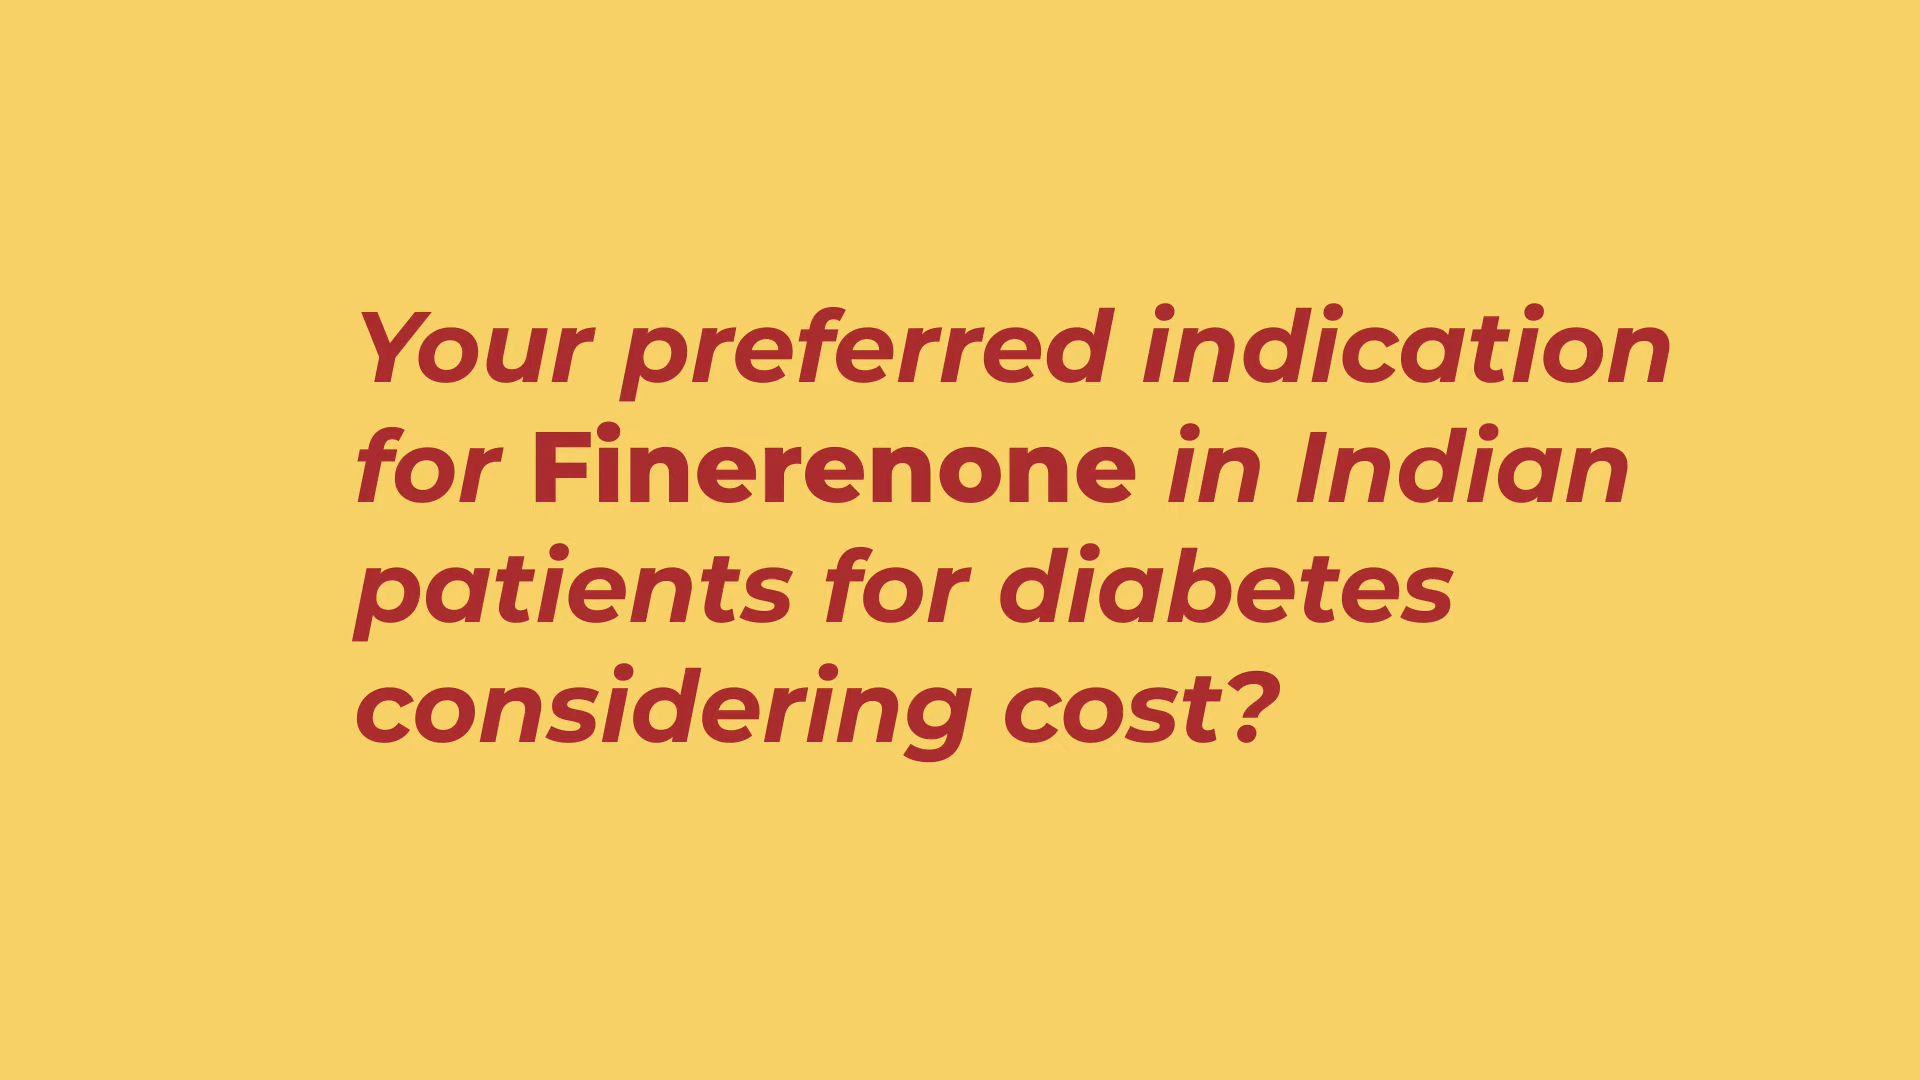 Your preferred indication
for Finerenone in Indian
patients for diabetes
considering cost?